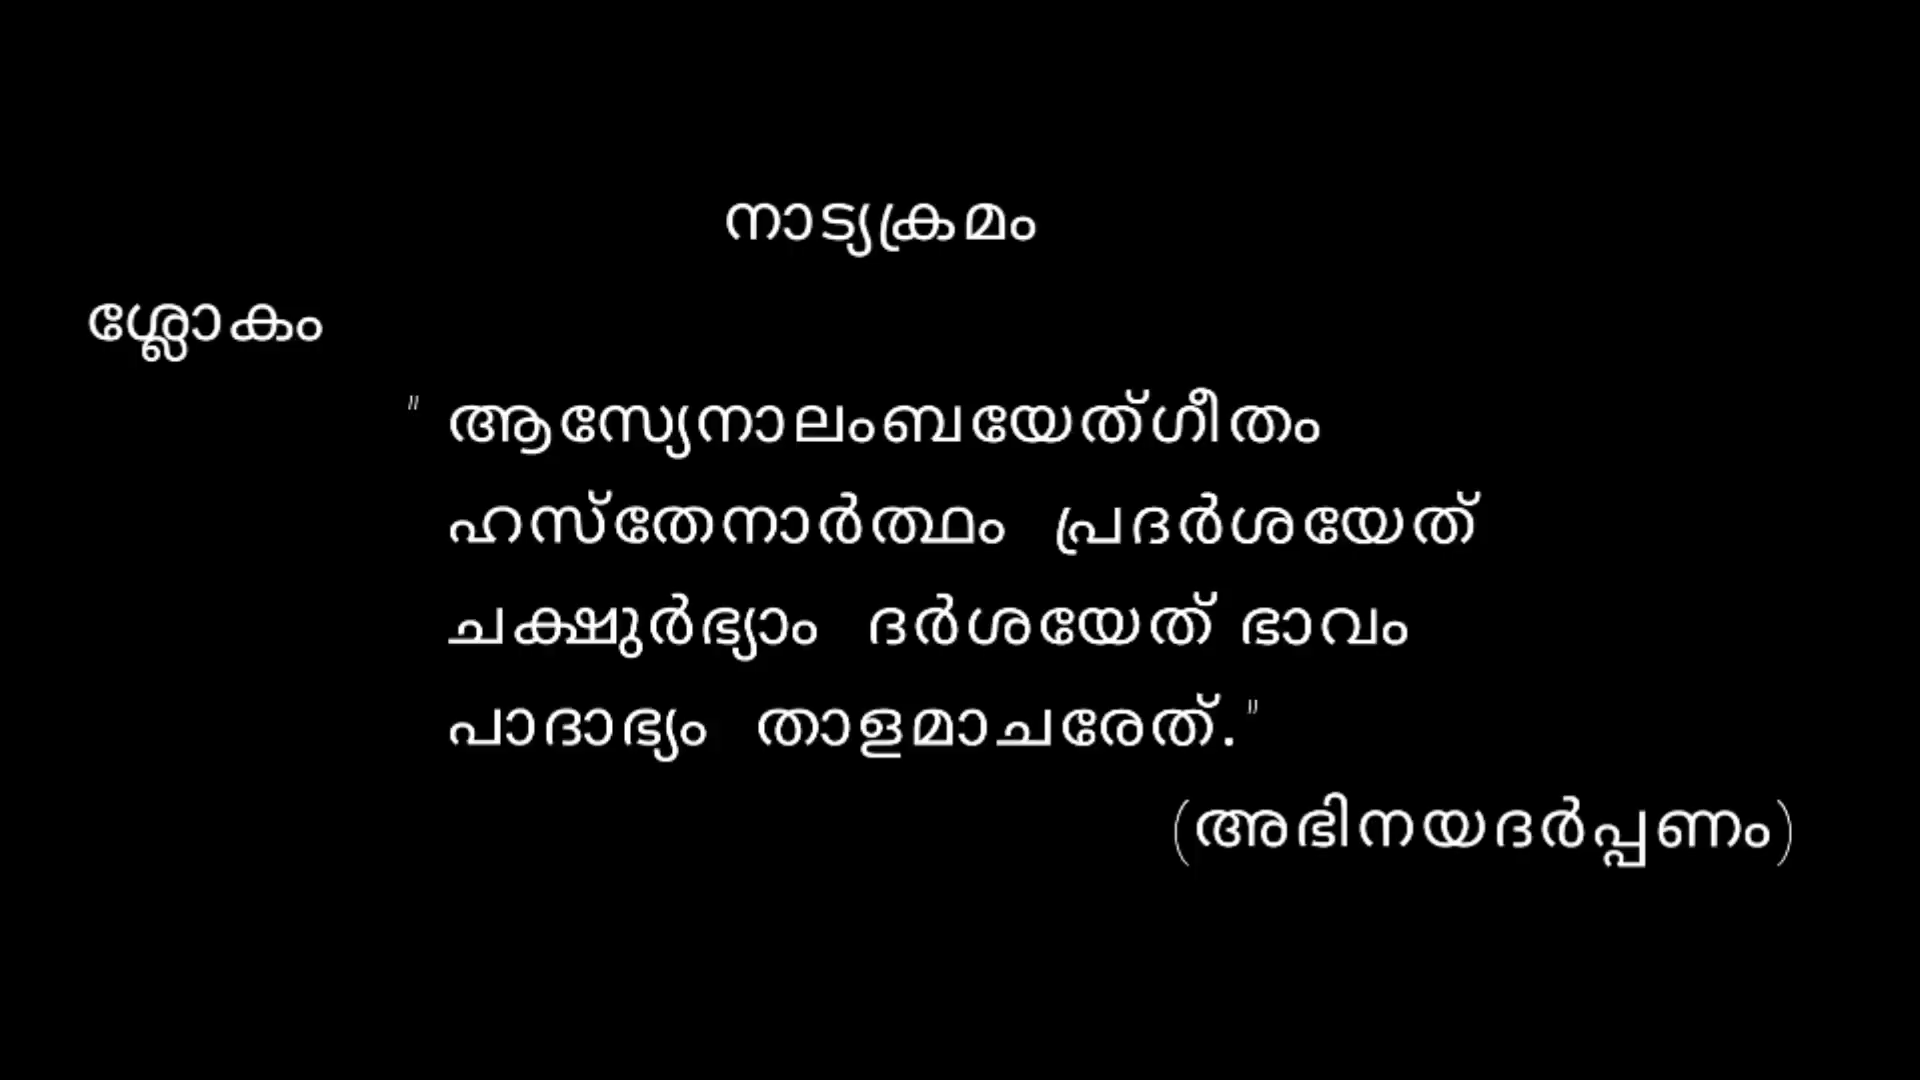 നാട്യക്രമം
ശ്ലോകം
" ആസ്യേനാലംബയേത്ഗീതം
ഹസ്തേനാർത്ഥം പ്രദർശയേത്
ചക്ഷുർഭ്യാം ദർശയേത് ഭാവം
പാദാഭ്യം താളമാചരേത്."
(അഭിനയദർപ്പണം)